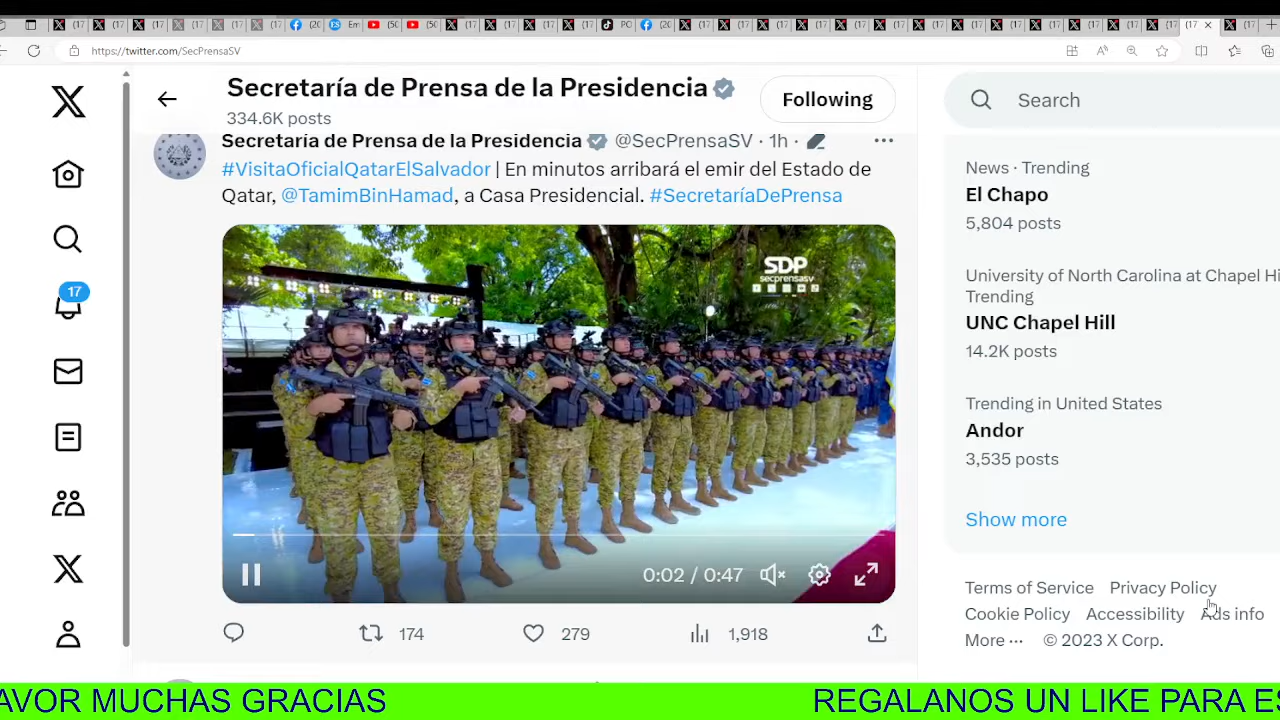 https://twitter.com/SecPrensaSV
Secretaría de Prensa de la Presidencia
334.6K posts
Following
Search
Secretaría de Prensa de la Presidencia @SecPrensaSV · 1h ·
#VisitaOficialQatarElSalvador | En minutos arribará el emir del Estado de
Qatar, @TamimBinHamad, a Casa Presidencial. #SecretaríaDePrensa
SDP
secprensasv
0:02 / 0:47
174
279
1,918
17
News · Trending
El Chapo
5,804 posts
University of North Carolina at Chapel Hi
Trending
UNC Chapel Hill
14.2K posts
Trending in United States
Andor
3,535 posts
Show more
Terms of Service Privacy Policy
Cookie Policy Accessibility Ads info
More ··· © 2023 X Corp.
AVOR MUCHAS GRACIAS
REGALANOS UN LIKE PARA ES